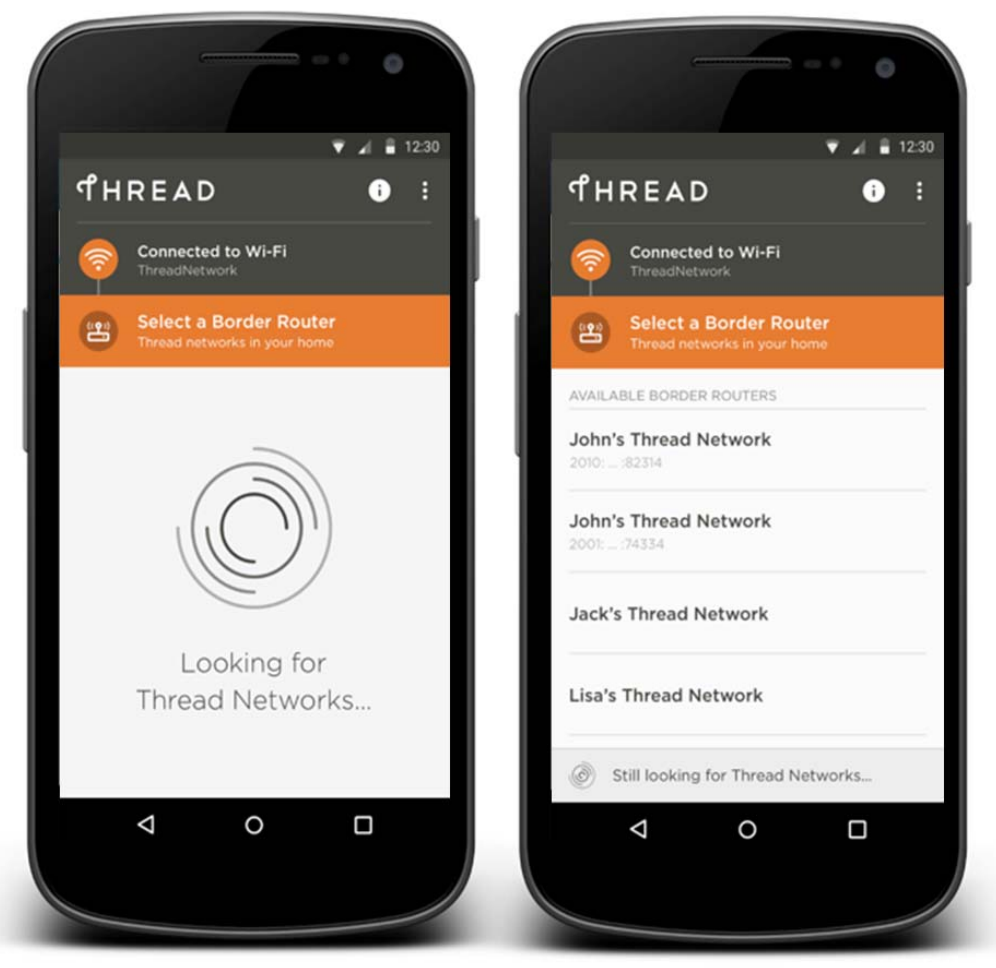 12:30
THREAD
Connected to Wi-Fi
ThreadNetwork
Select a Border Router
Thread networks in your home
Looking for
Thread Networks...
12:30
THREAD
Connected to Wi-Fi
ThreadNetwork
Select a Border Router
Thread networks in your home
AVAILABLE BORDER ROUTERS
John's Thread Network
2010: ... :82314
John's Thread Network
2001: ... :74334
Jack's Thread Network
Lisa's Thread Network
Still looking for Thread Networks...